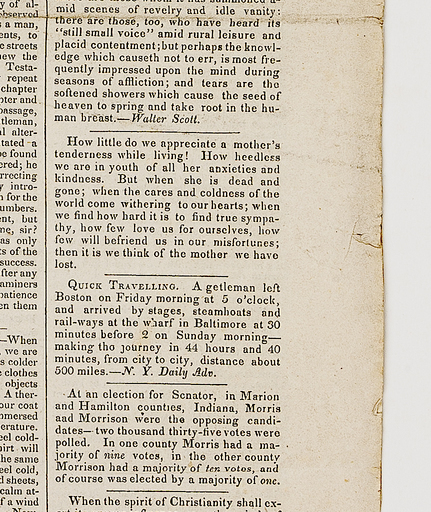 y of al-
observed
s a man,
ents, to
e streets
new the
Testa-
repeat
chapter
pter and
passage,
tleman,
al alter-
tated a
be found
ored; he
rrecting
y intro-
n for the
umbers.
ent, but
ne, sir?
as only
ts of the
success.
fter any
aminers
patience
en them
—When
, we are
s colder
e clothes
objects
A ther-
our coat
nmersed
erature.
eel cold-
irt will
the same
eel cold,
d sheets,
calm at-
f a wind
mid scenes of revelry and idle vanity:
there are those, too, who have heard its
"still small voice" amid rural leisure and
placid contentment; but perhaps the knowl-
edge which causeth not to err, is most fre-
quently impressed upon the mind during
seasons of affliction; and tears are the
softened showers which cause the seed of
heaven to spring and take root in the hu-
man breast.—Walter Scott.
How little do we appreciate a mother's
tenderness while living! How heedless
we are in youth of all her anxieties and
kindness. But when she is dead and
gone; when the cares and coldness of the
world come withering to our hearts; when
we find how hard it is to find true sympa-
thy, how few love us for ourselves, how
few will befriend us in our misfortunes;
then it is we think of the mother we have
lost.
QUICK TRAVELLING. A getleman left
Boston on Friday morning at 5 o'clock,
and arrived by stages, steamboats and
rail-ways at the wharf in Baltimore at 30
minutes before 2 on Sunday morning—
making tho journey in 44 hours and 40
minutes, from city to city, distance about
500 miles.—N. Y. Daily Adv.
At an election for Senator, in Marion
and Hamilton counties, Indiana, Morris
aad Morrison were the opposing candi-
dates—two thousand thirty-five votes were
polled. In one county Morris had a ma-
jority of nine votes, in the other county
Morrison had a majority of ten votes, and
of course was elected by a majority of one.
When the spirit of Christianity shall ex-